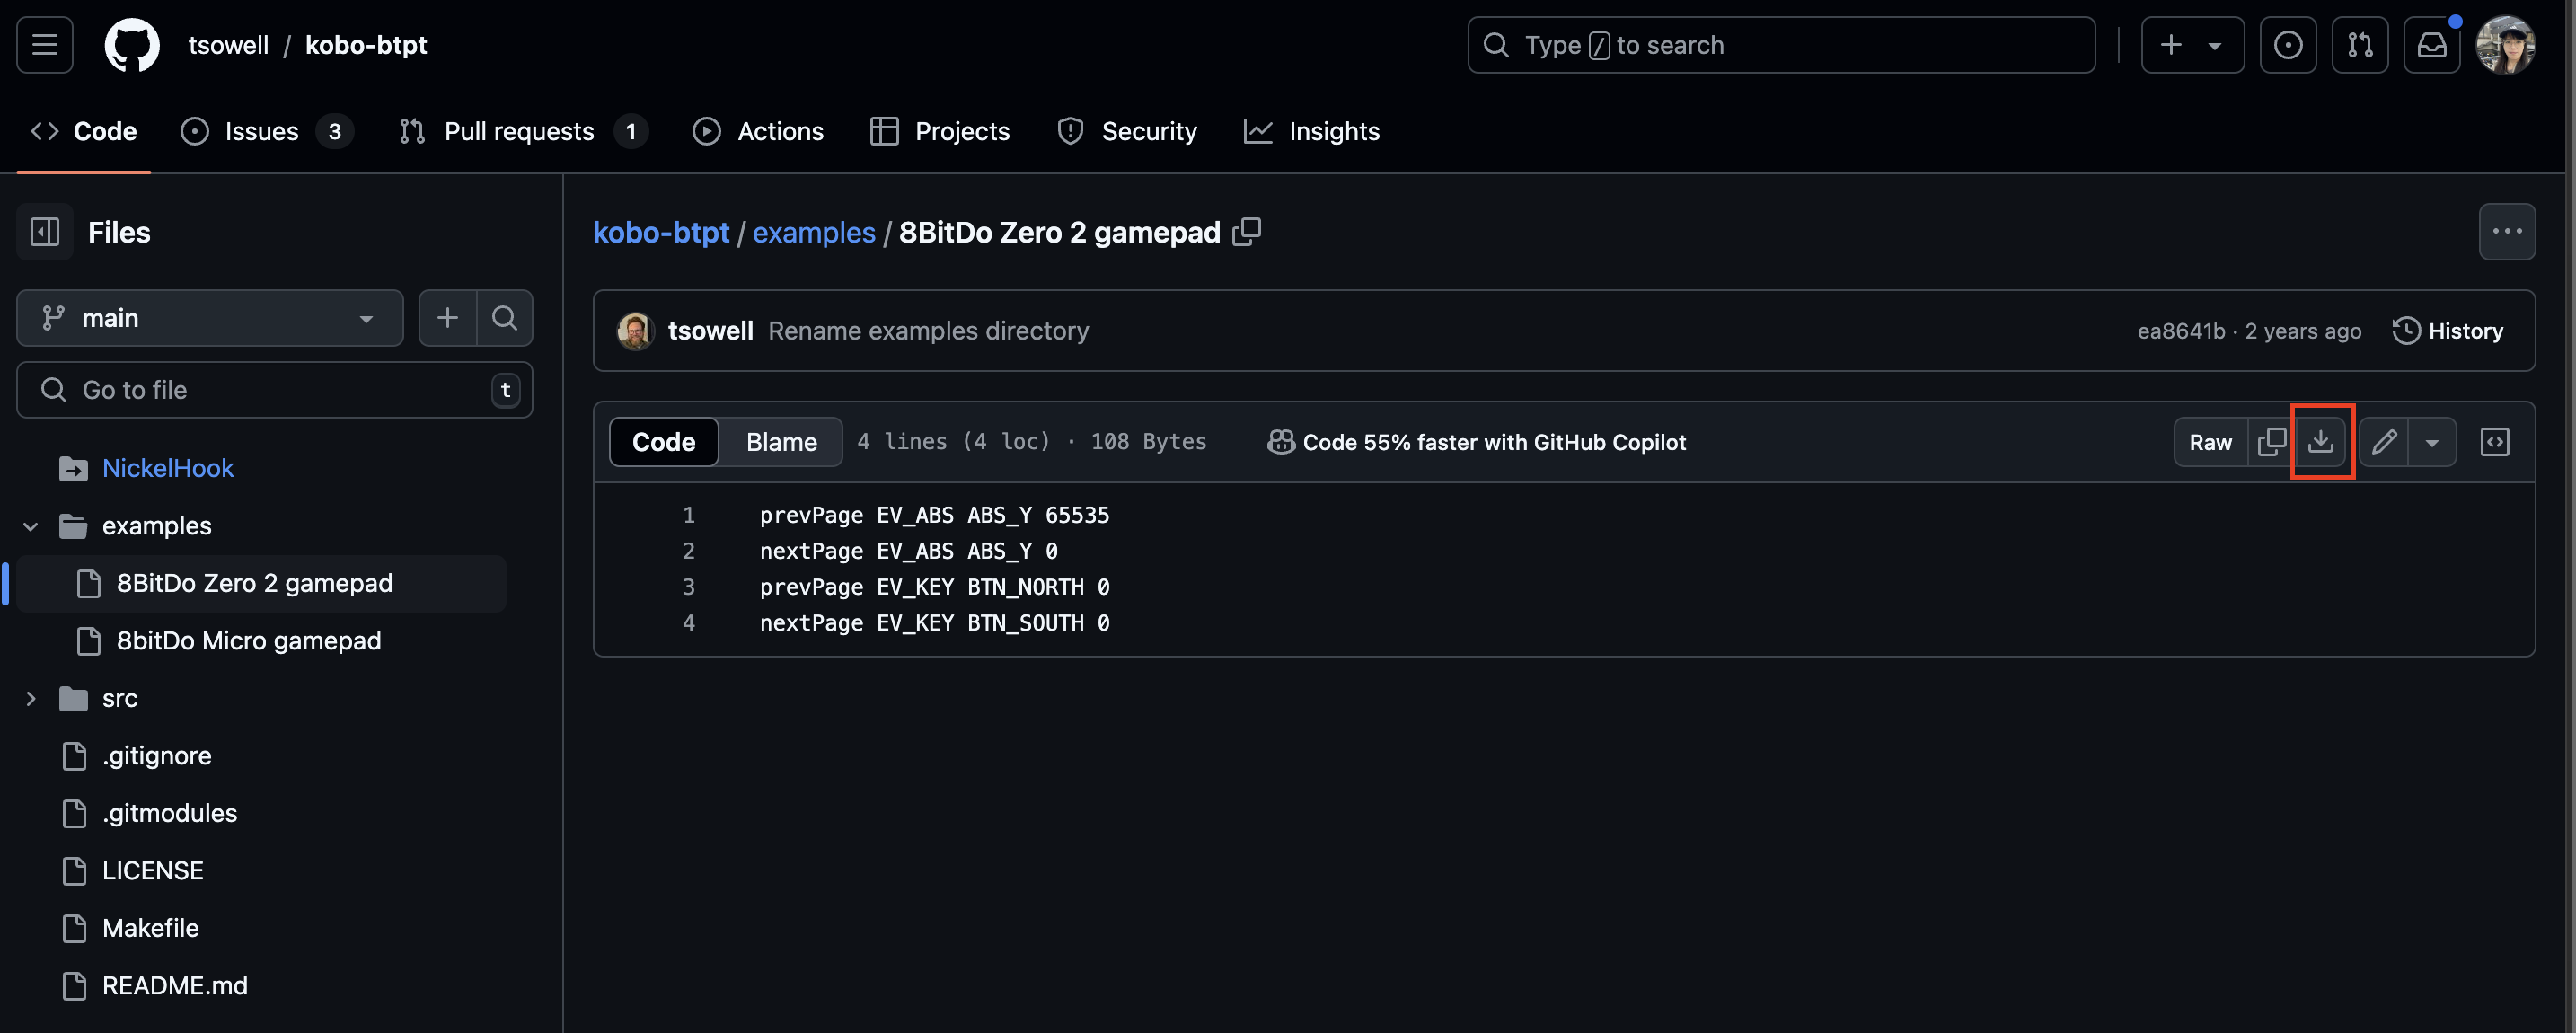 tsowell / kobo-btpt
Type / to search
Code
Issues 3
Pull requests 1
Actions
Projects
Security
Insights
Files
main
Go to file
t
NickelHook
examples
8BitDo Zero 2 gamepad
8bitDo Micro gamepad
src
.gitignore
.gitmodules
LICENSE
Makefile
README.md
kobo-btpt / examples / 8BitDo Zero 2 gamepad
tsowell Rename examples directory
ea8641b · 2 years ago
History
Code Blame 4 lines (4 loc) · 108 Bytes
Code 55% faster with GitHub Copilot
Raw
1 prevPage EV_ABS ABS_Y 65535
2 nextPage EV_ABS ABS_Y 0
3 prevPage EV_KEY BTN_NORTH 0
4 nextPage EV_KEY BTN_SOUTH 0